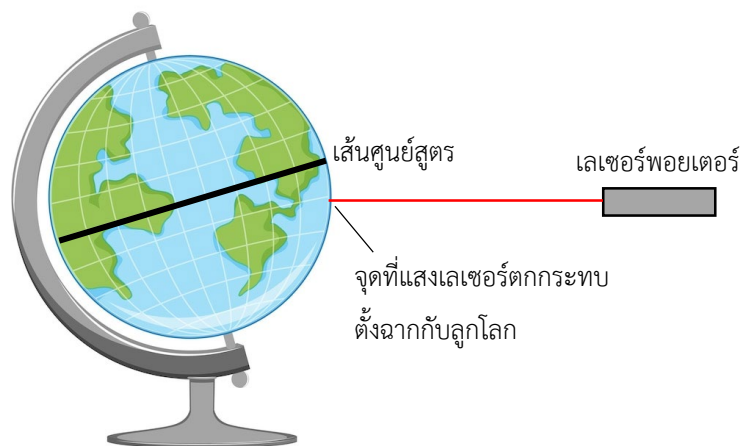 เส้นศูนย์สูตร
เลเซอร์พอยเตอร์
จุดที่แสงเลเซอร์ตกกระทบ
ตั้งฉากกับลูกโลก